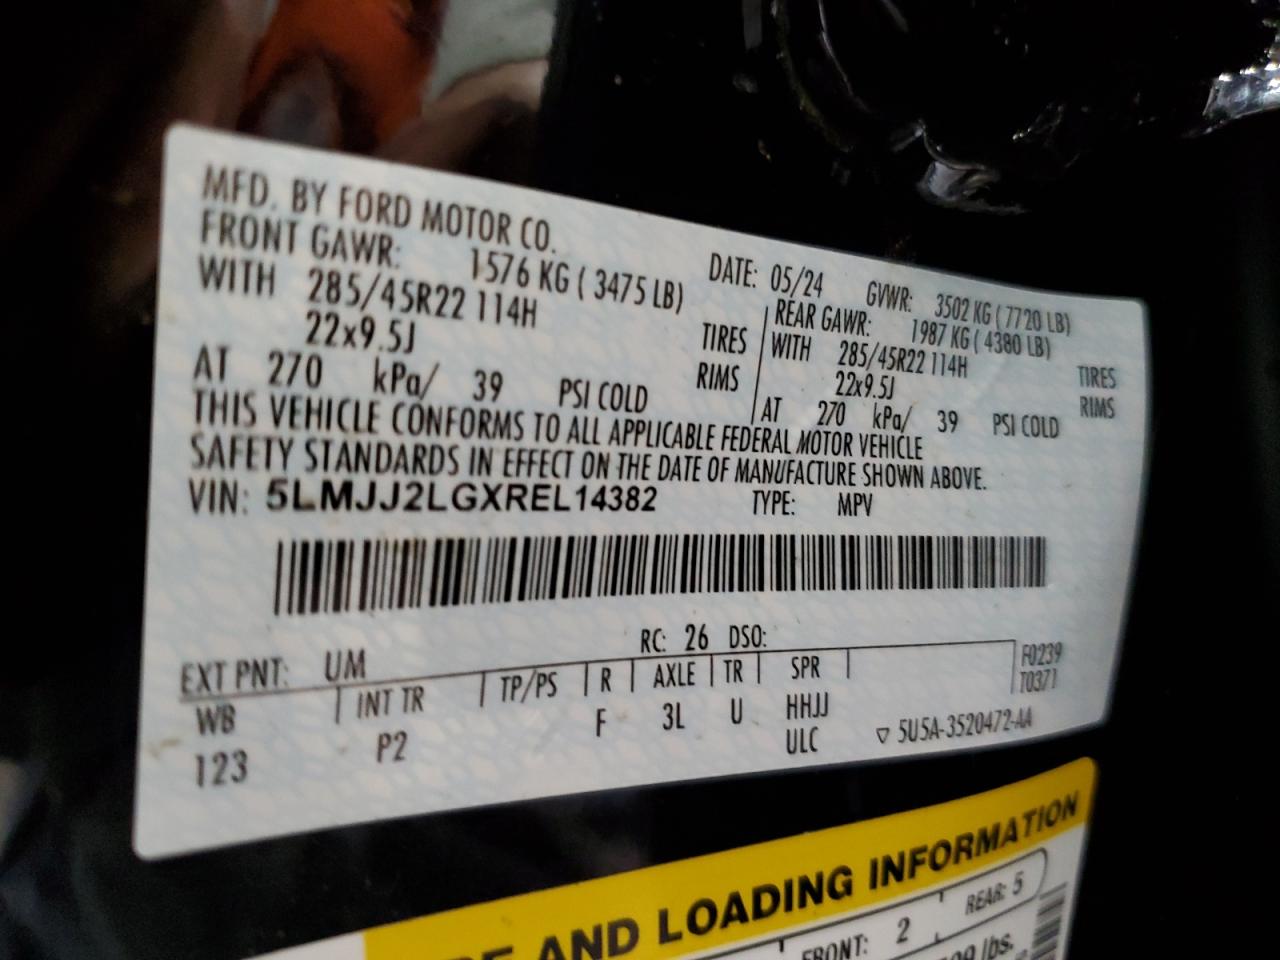 MFD. BY FORD MOTOR CO.
DATE: 05/24 GVWR: 3502 KG ( 7720 LB)
FRONT GAWR: 1576 KG ( 3475 LB) REAR GAWR: 1987 KG ( 4380 LB)
WITH 285/45R22 114H TIRES WITH 285/45R22 114H TIRES
22x9.5J RIMS 22x9.5J RIMS
AT 270 kPa/ 39 PSI COLD AT 270 kPa/ 39 PSI COLD
THIS VEHICLE CONFORMS TO ALL APPLICABLE FEDERAL MOTOR VEHICLE
SAFETY STANDARDS IN EFFECT ON THE DATE OF MANUFACTURE SHOWN ABOVE.
VIN: 5LMJJ2LGXREL14382 TYPE: MPV
EXT PNT: UM RC: 26 DSO:
WB INT TR TP/PS R AXLE TR SPR F0239
123 P2 F 3L U HHJJ T0371
ULC ▽ 5U5A-3520472-AA
AND LOADING INFORMATION
FRONT: 2 REAR: 5
lbs.